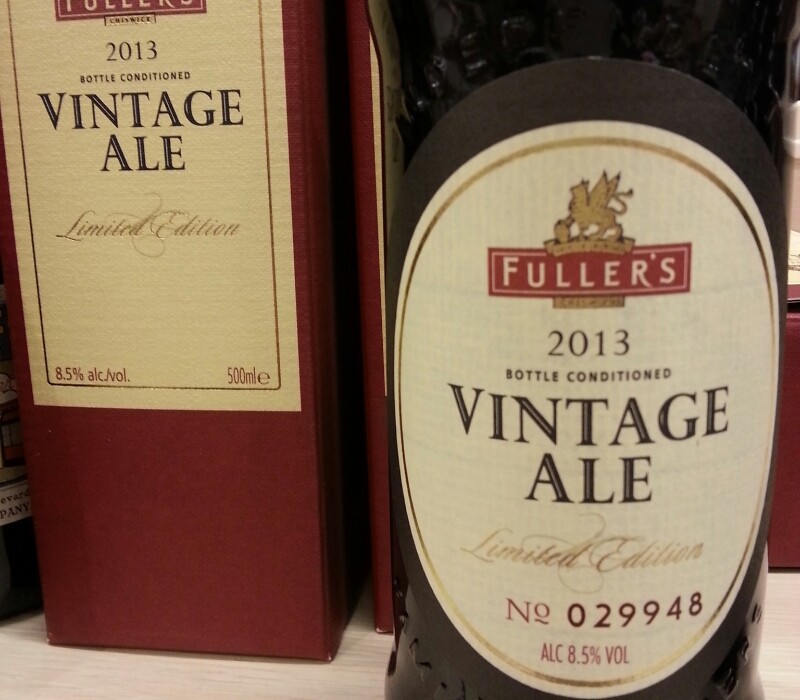 FULLER'S
CHISWICK
2013
BOTTLE CONDITIONED
VINTAGE
ALE
Limited Edition
8.5% alc./vol.
500ml e
FULLER'S
CHISWICK
2013
BOTTLE CONDITIONED
VINTAGE
ALE
Limited Edition
No 029948
ALC 8.5% VOL